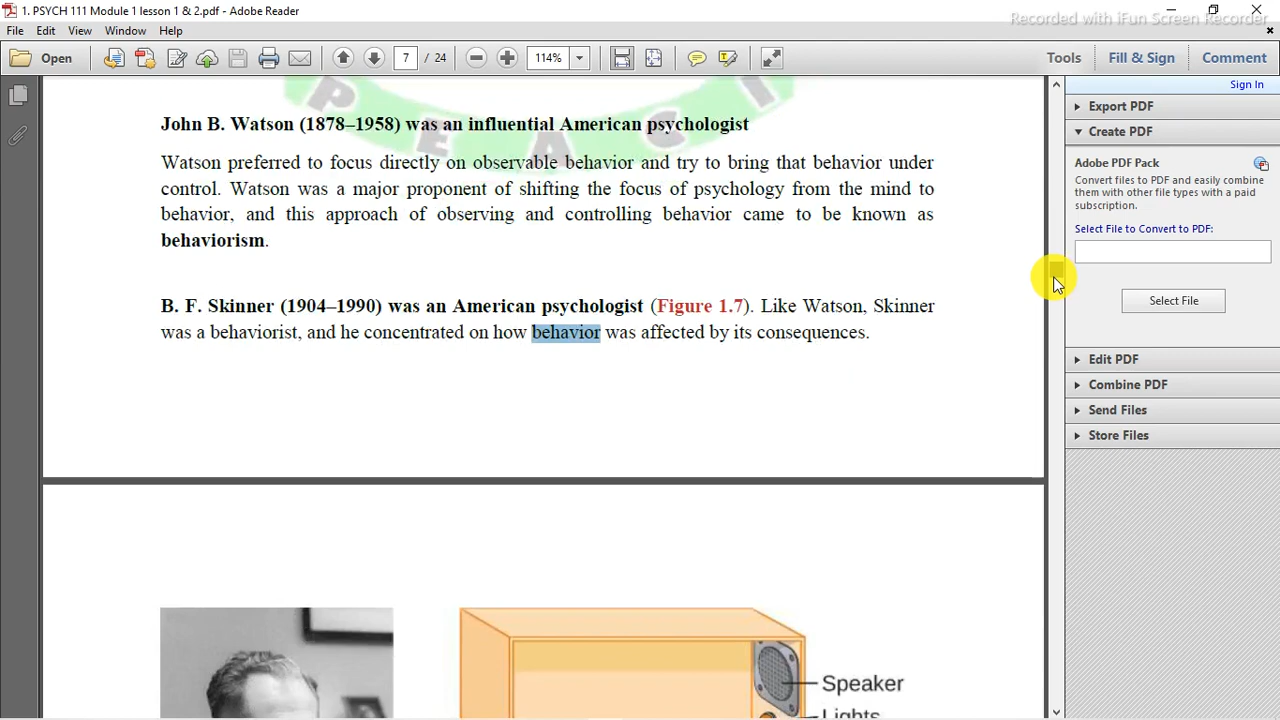 1. PSYCH 111 Module 1 lesson 1 & 2.pdf - Adobe Reader
Recorded with iFun Screen Recorder
File Edit View Window Help
Open 7 / 24 114% Tools Fill & Sign Comment
Sign In
Export PDF
Create PDF
Adobe PDF Pack
Convert files to PDF and easily combine
them with other file types with a paid
subscription.
Select File to Convert to PDF:
Select File
Edit PDF
Combine PDF
Send Files
Store Files
P E A C I
John B. Watson (1878–1958) was an influential American psychologist
Watson preferred to focus directly on observable behavior and try to bring that behavior under
control. Watson was a major proponent of shifting the focus of psychology from the mind to
behavior, and this approach of observing and controlling behavior came to be known as
behaviorism.
B. F. Skinner (1904–1990) was an American psychologist (Figure 1.7). Like Watson, Skinner
was a behaviorist, and he concentrated on how behavior was affected by its consequences.
Speaker
Lights